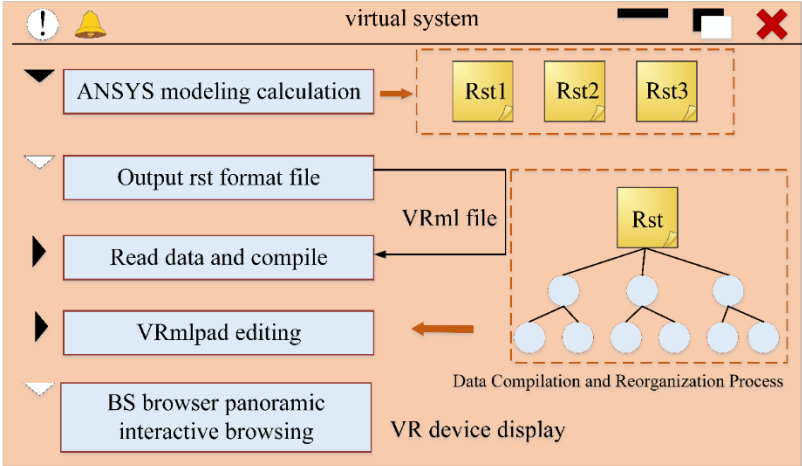 virtual system
ANSYS modeling calculation
Rst1
Rst2
Rst3
Output rst format file
VRml file
Rst
Read data and compile
VRmlpad editing
Data Compilation and Reorganization Process
BS browser panoramic
interactive browsing
VR device display